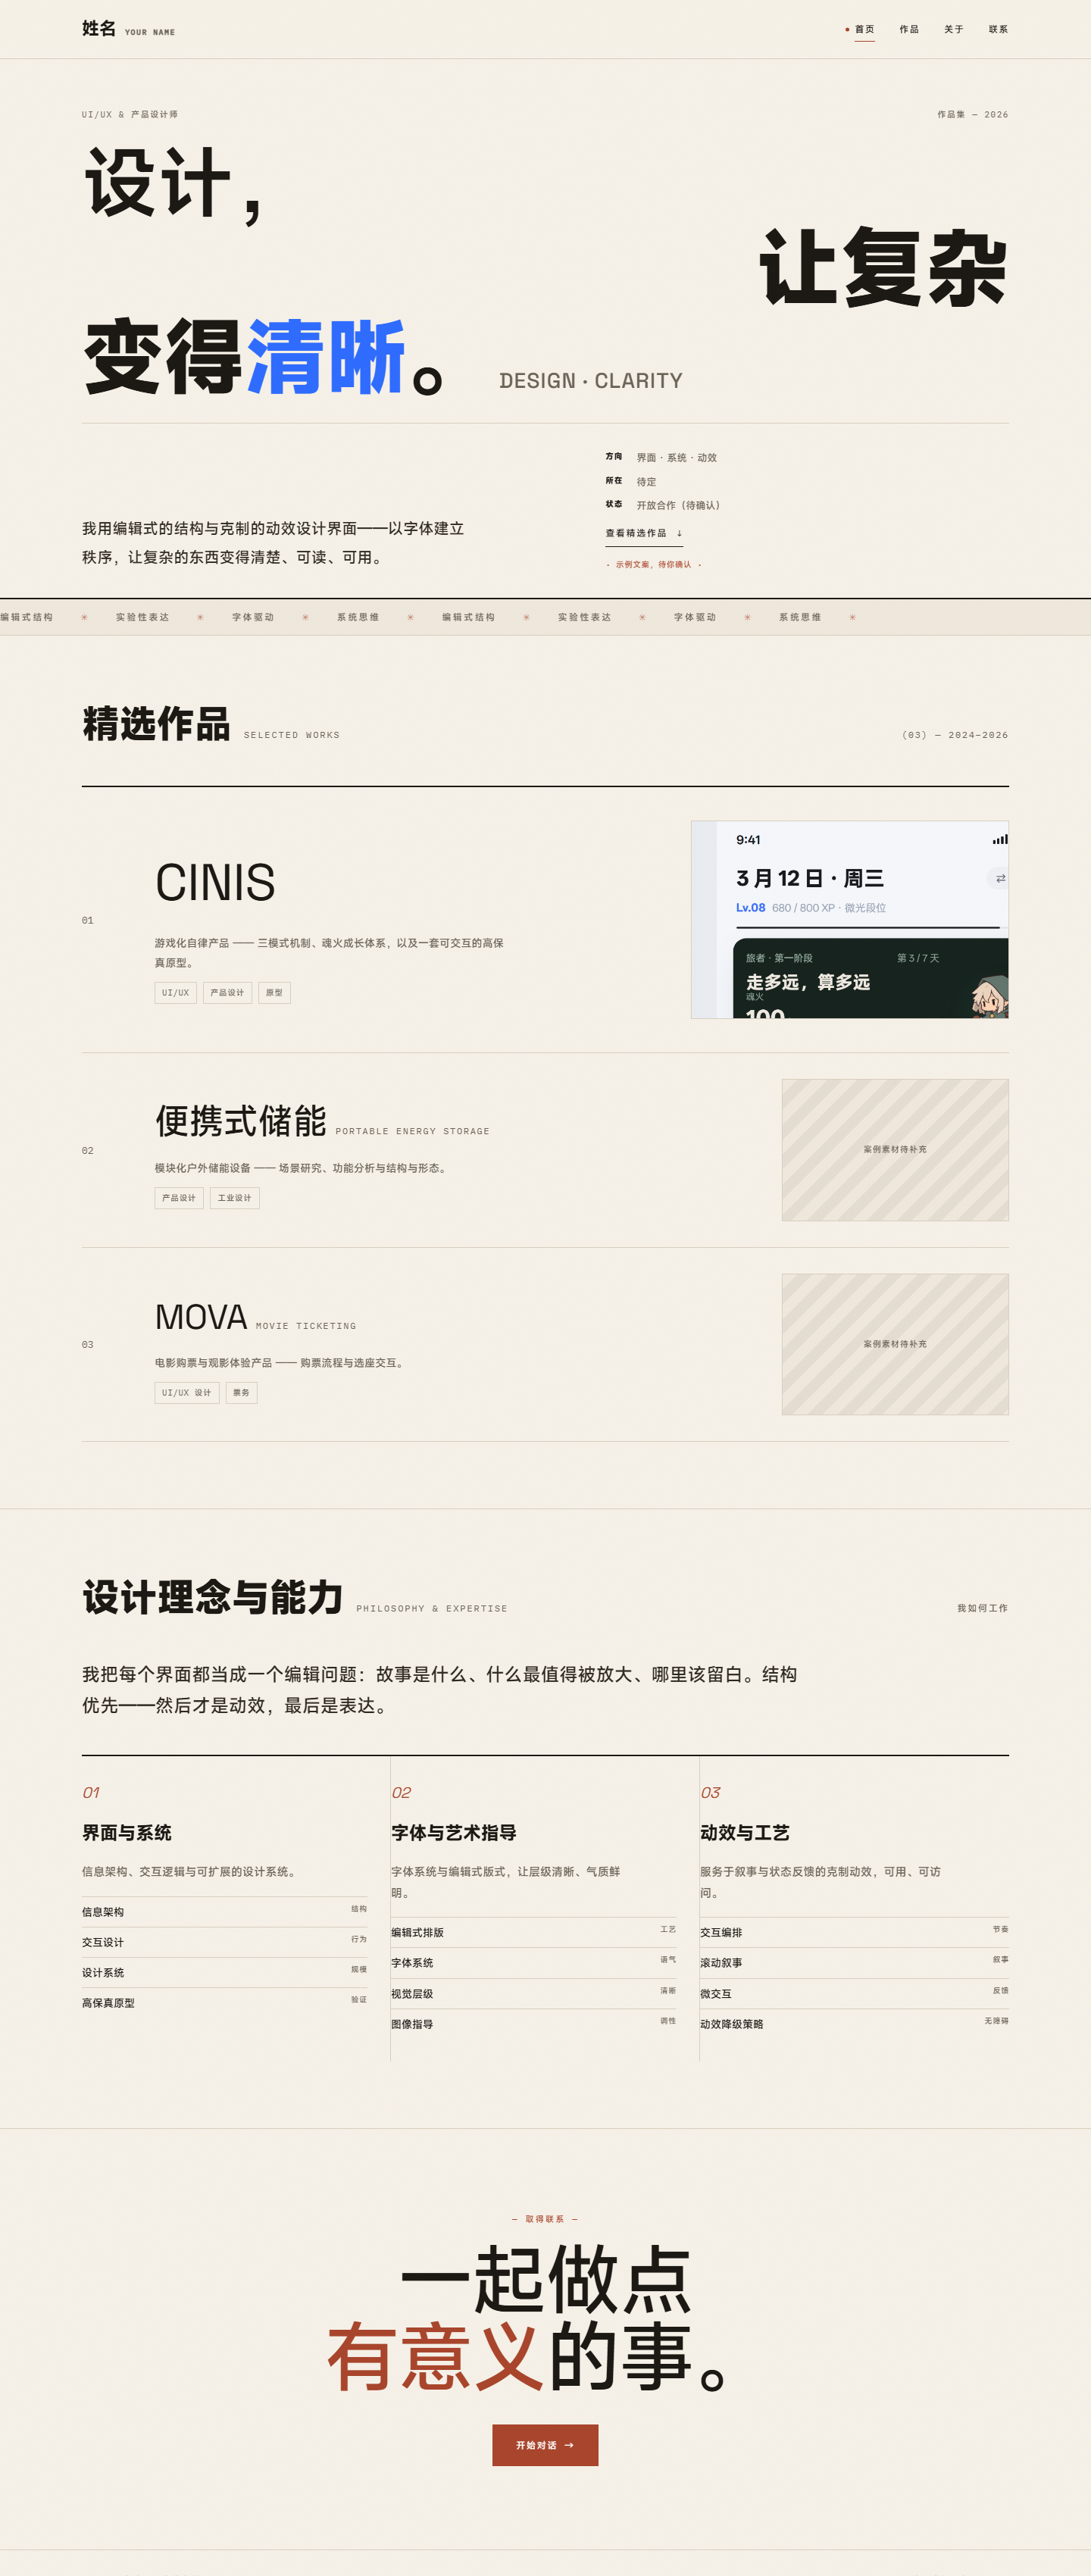 姓名 YOUR NAME
首页 作品 关于 联系
UI/UX & 产品设计师
作品集 — 2026
设计，
让复杂
变得清晰。 DESIGN · CLARITY
方向 界面 · 系统 · 动效
所在 待定
状态 开放合作（待确认）
查看精选作品 ↓
· 示例文案，待你确认 ·
我用编辑式的结构与克制的动效设计界面——以字体建立
秩序，让复杂的东西变得清楚、可读、可用。
编辑式结构 ✳ 实验性表达 ✳ 字体驱动 ✳ 系统思维 ✳ 编辑式结构 ✳ 实验性表达 ✳ 字体驱动 ✳ 系统思维 ✳
精选作品 SELECTED WORKS
(03) — 2024–2026
01
CINIS
游戏化自律产品 —— 三模式机制、魂火成长体系，以及一套可交互的高保
真原型。
UI/UX 产品设计 原型
9:41
3 月 12 日 · 周三
⇄
Lv.08 680 / 800 XP · 微光段位
旅者 · 第一阶段 第 3 / 7 天
走多远，算多远
魂火
100
02
便携式储能 PORTABLE ENERGY STORAGE
模块化户外储能设备 —— 场景研究、功能分析与结构与形态。
产品设计 工业设计
案例素材待补充
03
MOVA MOVIE TICKETING
电影购票与观影体验产品 —— 购票流程与选座交互。
UI/UX 设计 票务
案例素材待补充
设计理念与能力 PHILOSOPHY & EXPERTISE
我如何工作
我把每个界面都当成一个编辑问题：故事是什么、什么最值得被放大、哪里该留白。结构
优先——然后才是动效，最后是表达。
01
界面与系统
信息架构、交互逻辑与可扩展的设计系统。
信息架构 结构
交互设计 行为
设计系统 规模
高保真原型 验证
02
字体与艺术指导
字体系统与编辑式版式，让层级清晰、气质鲜
明。
编辑式排版 工艺
字体系统 语气
视觉层级 清晰
图像指导 调性
03
动效与工艺
服务于叙事与状态反馈的克制动效，可用、可访
问。
交互编排 节奏
滚动叙事 叙事
微交互 反馈
动效降级策略 无障碍
— 取得联系 —
一起做点
有意义的事。
开始对话 →